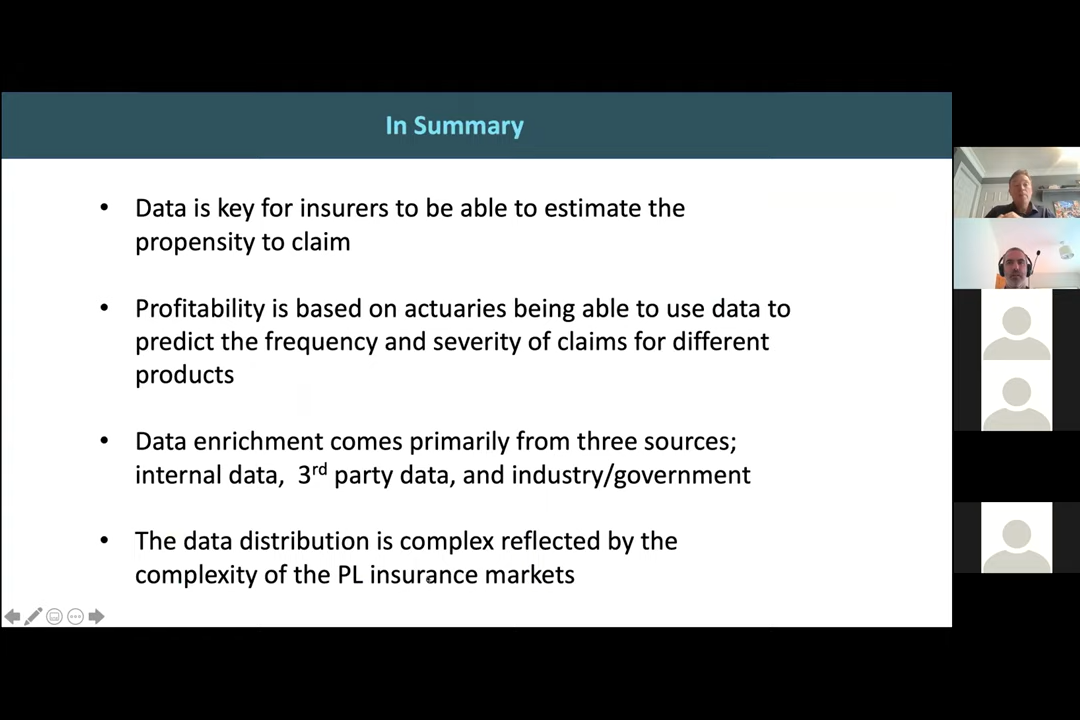 In Summary
• Data is key for insurers to be able to estimate the
propensity to claim
• Profitability is based on actuaries being able to use data to
predict the frequency and severity of claims for different
products
• Data enrichment comes primarily from three sources;
internal data, 3rd party data, and industry/government
• The data distribution is complex reflected by the
complexity of the PL insurance markets